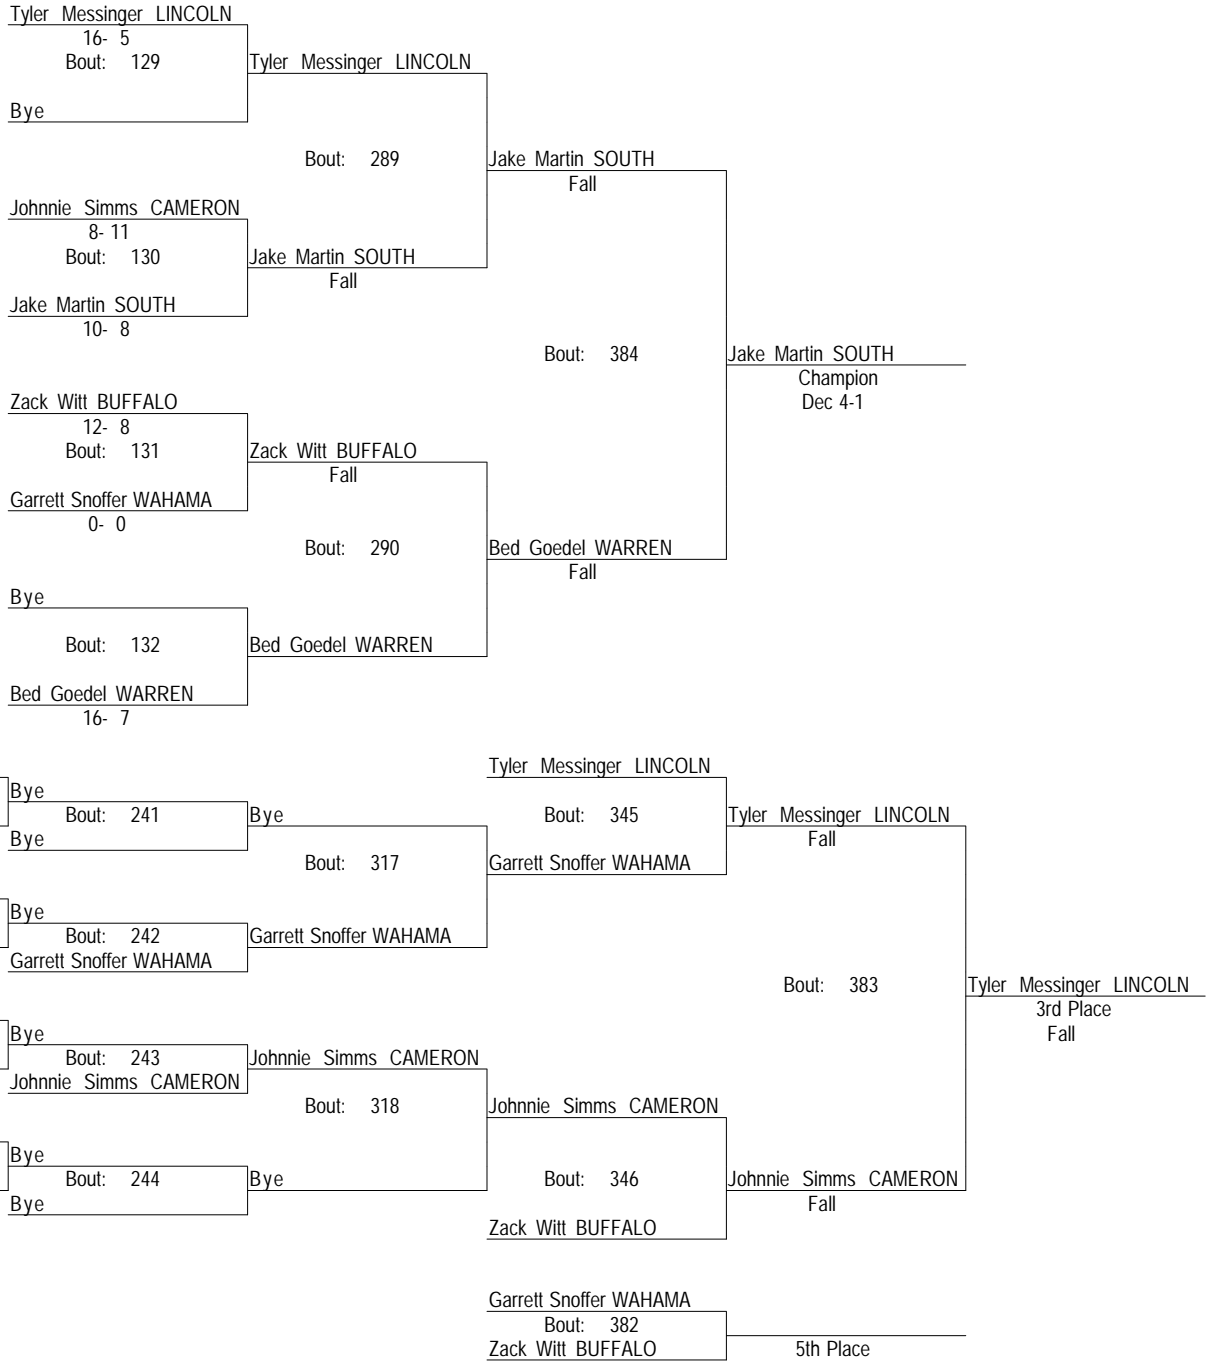 Tyler Messinger LINCOLN
16- 5
Bout: 129 Tyler Messinger LINCOLN
Bye
Bout: 289 Jake Martin SOUTH
Fall
Johnnie Simms CAMERON
8- 11
Bout: 130 Jake Martin SOUTH
Fall
Jake Martin SOUTH
10- 8
Bout: 384 Jake Martin SOUTH
Champion
Dec 4-1
Zack Witt BUFFALO
12- 8
Bout: 131 Zack Witt BUFFALO
Fall
Garrett Snoffer WAHAMA
0- 0
Bout: 290 Bed Goedel WARREN
Fall
Bye
Bout: 132 Bed Goedel WARREN
Bed Goedel WARREN
16- 7
Tyler Messinger LINCOLN
Bye
Bout: 241 Bye Bout: 345 Tyler Messinger LINCOLN
Bye Fall
Bout: 317 Garrett Snoffer WAHAMA
Bye
Bout: 242 Garrett Snoffer WAHAMA
Garrett Snoffer WAHAMA
Bout: 383 Tyler Messinger LINCOLN
3rd Place
Fall
Bye
Bout: 243 Johnnie Simms CAMERON
Johnnie Simms CAMERON
Bout: 318 Johnnie Simms CAMERON
Bye
Bout: 244 Bye Bout: 346 Johnnie Simms CAMERON
Bye Fall
Zack Witt BUFFALO
Garrett Snoffer WAHAMA
Bout: 382
Zack Witt BUFFALO 5th Place